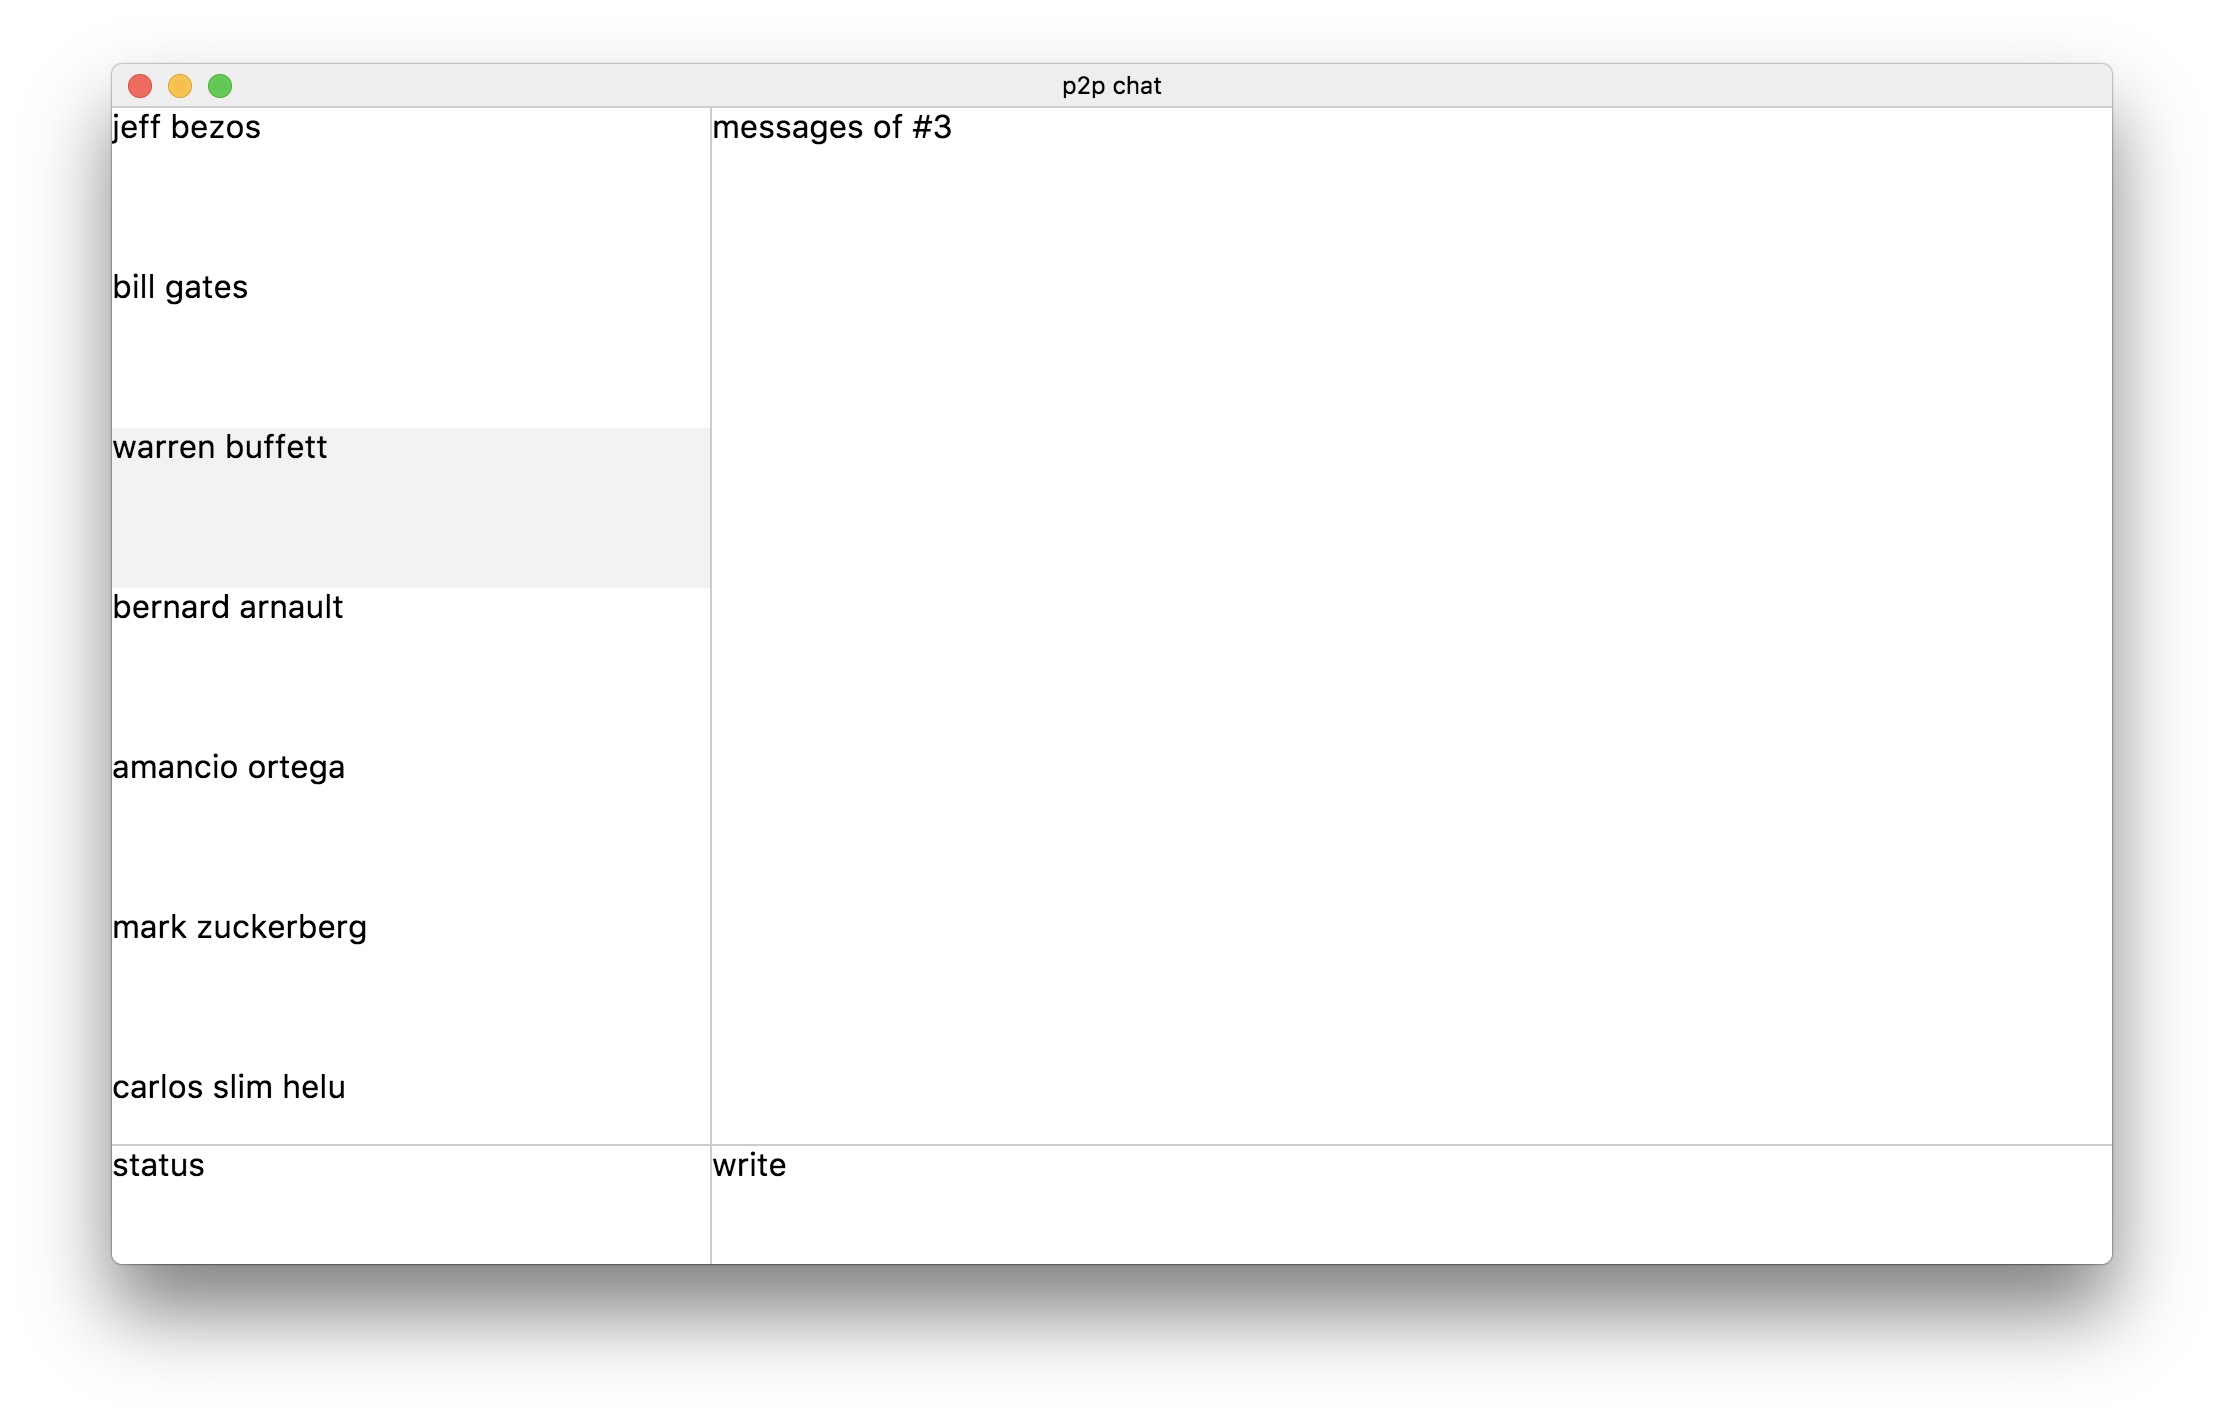 p2p chat
jeff bezos
bill gates
warren buffett
bernard arnault
amancio ortega
mark zuckerberg
carlos slim helu
status
messages of #3
write